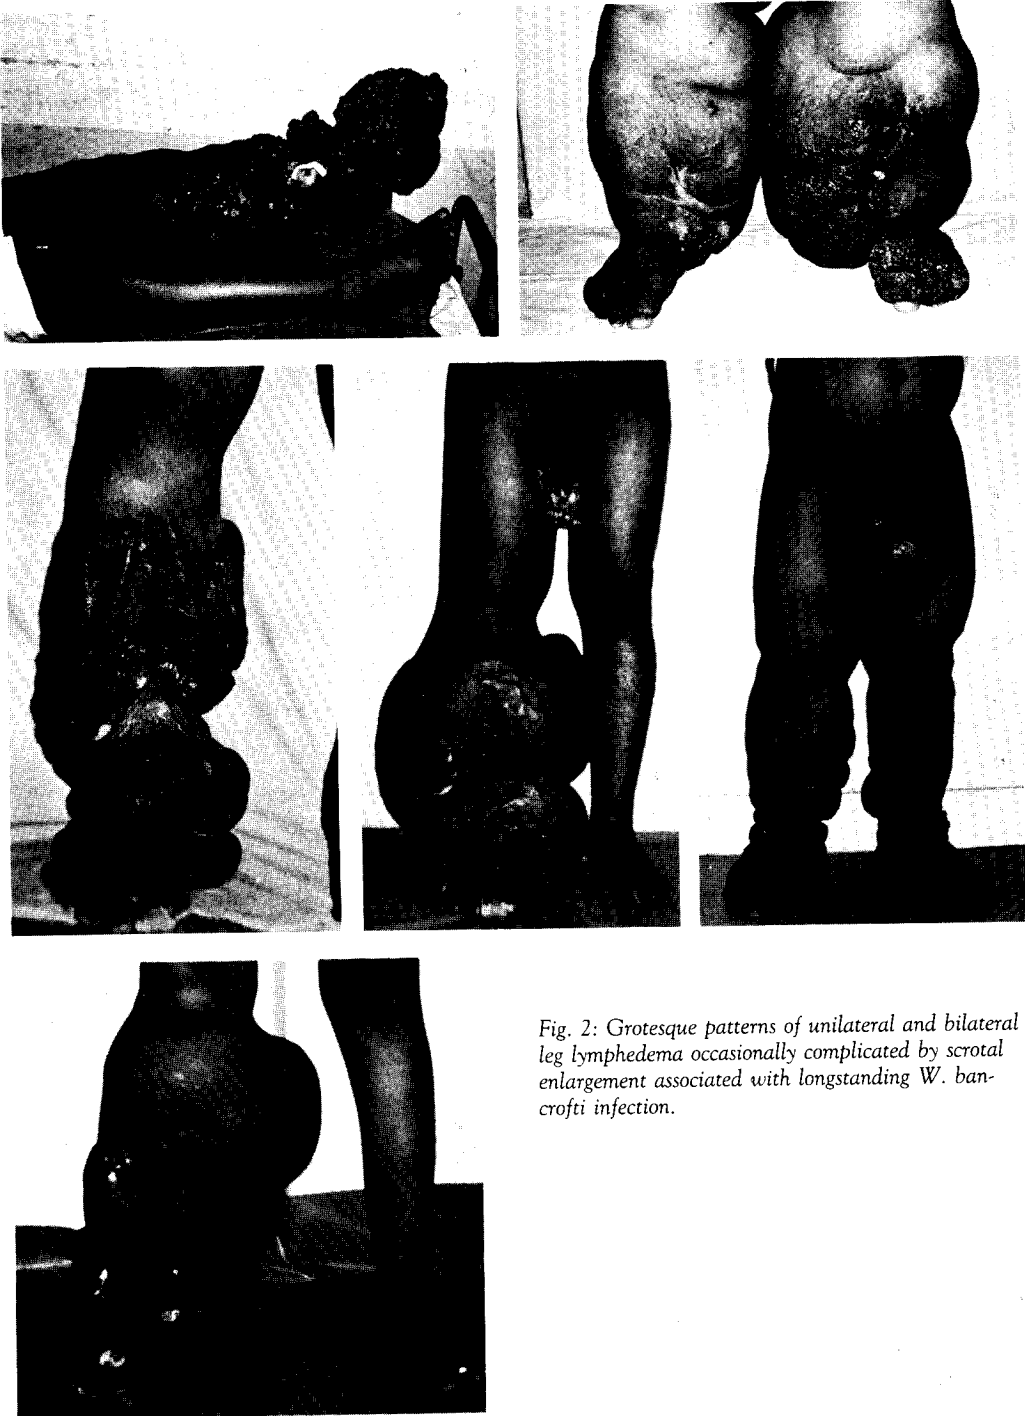 Fig. 2: Grotesque patterns of unilateral and bilateral
leg lymphedema occasionally complicated by scrotal
enlargement associated with longstanding W. ban-
crofti infection.